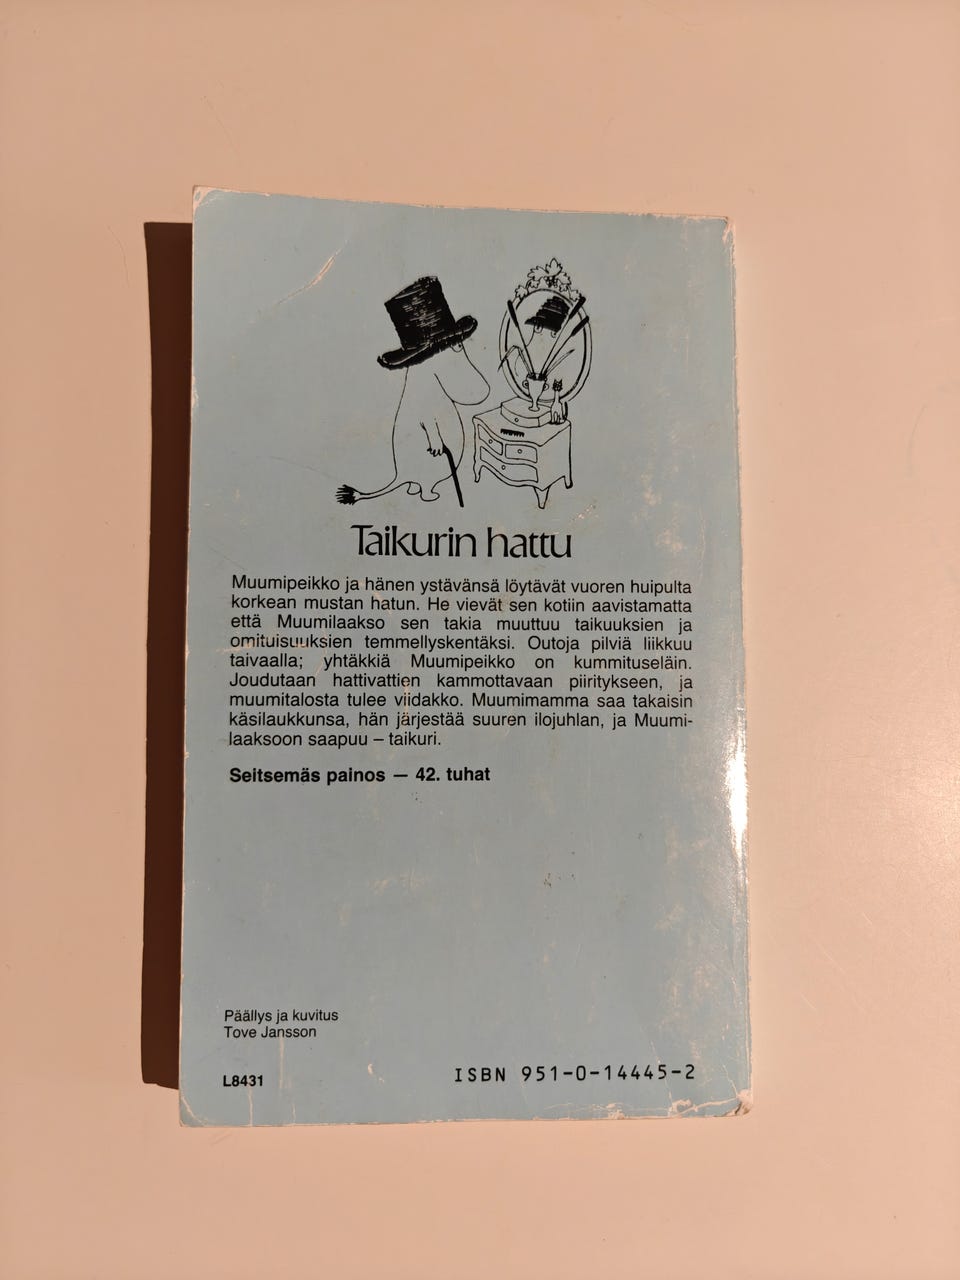 Taikurin hattu
Muumipeikko ja hänen ystävänsä löytävät vuoren huipulta
korkean mustan hatun. He vievät sen kotiin aavistamatta
että Muumilaakso sen takia muuttuu taikuuksien ja
omituisuuksien temmellyskentäksi. Outoja pilviä liikkuu
taivaalla; yhtäkkiä Muumipeikko on kummituseläin.
Joudutaan hattivattien kammottavaan piiritykseen, ja
muumitalosta tulee viidakko. Muumimamma saa takaisin
käsilaukkunsa, hän järjestää suuren ilojuhlan, ja Muumi-
laaksoon saapuu – taikuri.
Seitsemäs painos — 42. tuhat
Päällys ja kuvitus
Tove Jansson
L8431
ISBN 951-0-14445-2